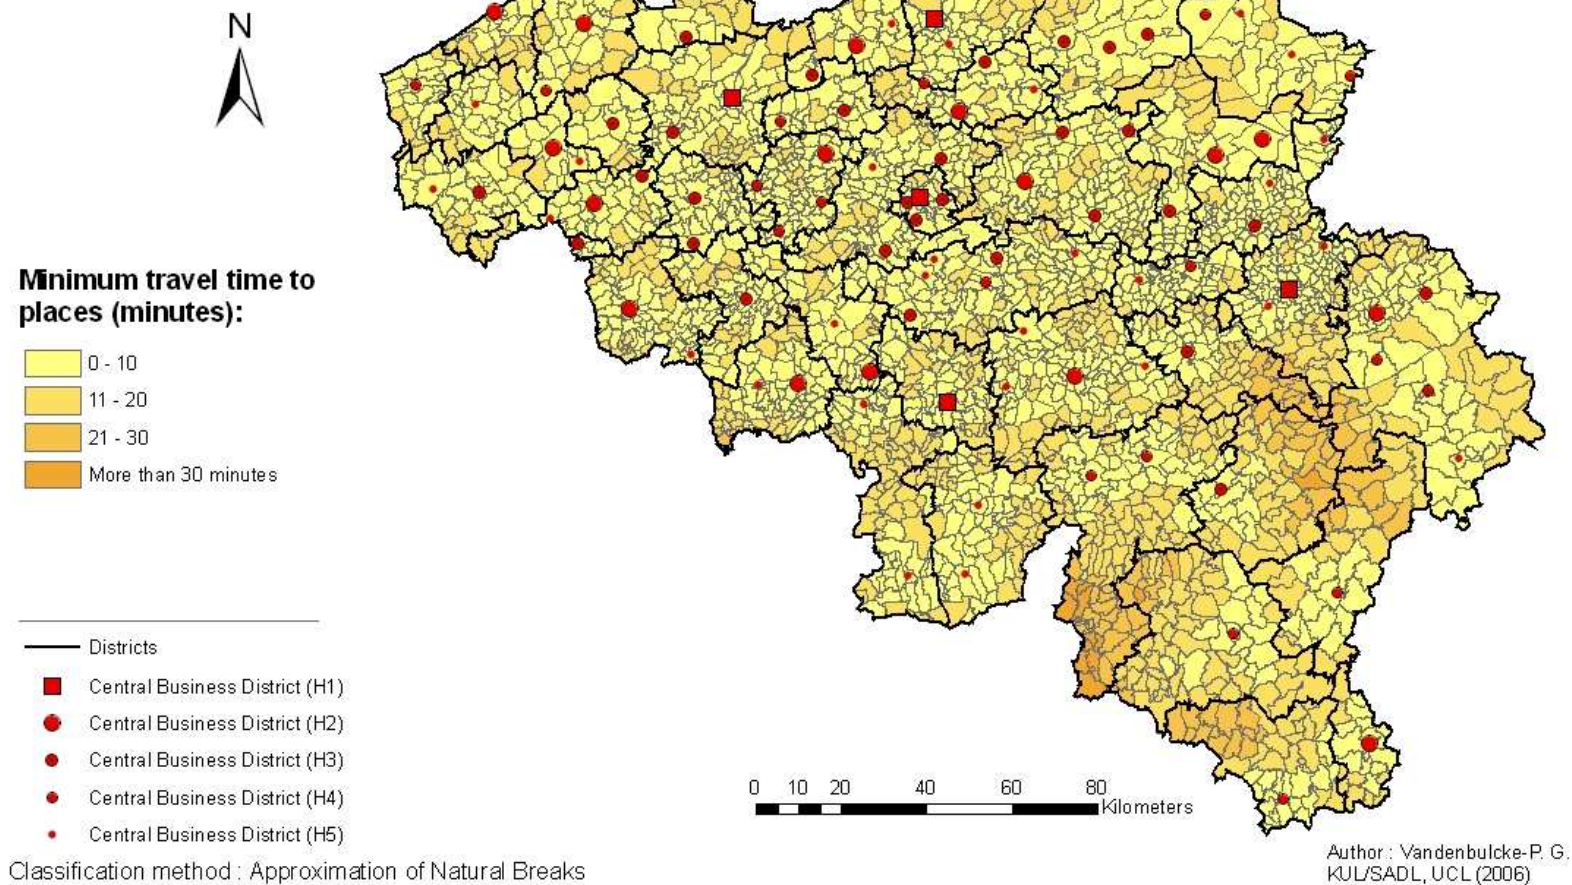 N
Minimum travel time to
places (minutes):
0 - 10
11 - 20
21 - 30
More than 30 minutes
Districts
Central Business District (H1)
Central Business District (H2)
Central Business District (H3)
Central Business District (H4)
Central Business District (H5)
0 10 20 40 60 80
Kilometers
Classification method : Approximation of Natural Breaks
Author : Vandenbulcke-P. G.
KUL/SADL, UCL (2006)